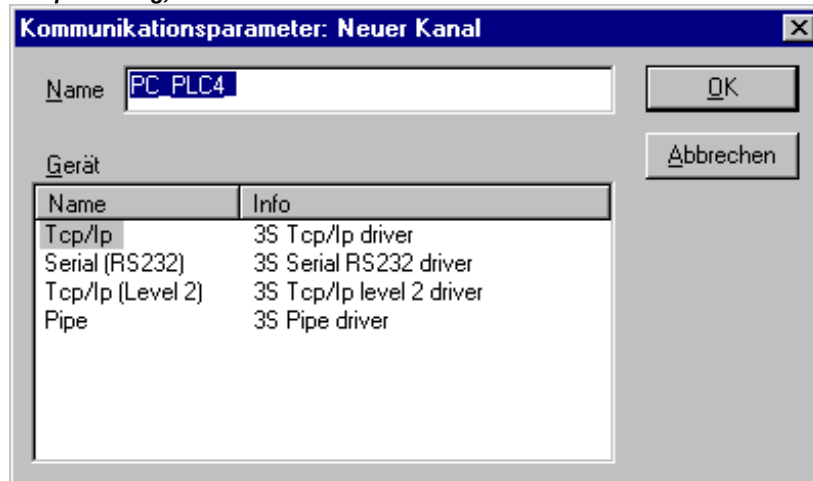 Kommunikationsparameter: Neuer Kanal
Name PC_PLC4_ OK
Gerät Abbrechen
Name Info
Tcp/Ip 3S Tcp/Ip driver
Serial (RS232) 3S Serial RS232 driver
Tcp/Ip (Level 2) 3S Tcp/Ip level 2 driver
Pipe 3S Pipe driver